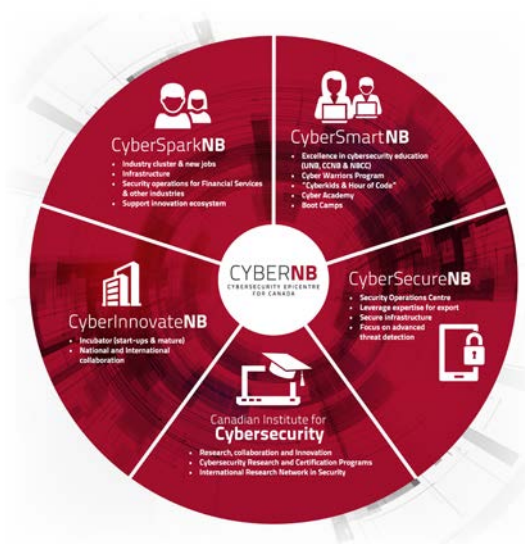 CyberSparkNB
• Industry cluster & new jobs
• Infrastructure
• Security operations for Financial Services
& other industries
• Support innovation ecosystem
CyberSmartNB
• Excellence in cybersecurity education
(UNB, CCNB & NBCC)
• Cyber Warriors Program
• "Cyberkids & Hour of Code"
• Cyber Academy
• Boot Camps
CyberInnovateNB
• Incubator (start-ups & mature)
• National and International
collaboration
CYBERNB
CYBERSECURITY EPICENTRE
FOR CANADA
CyberSecureNB
• Security Operations Centre
• Leverage expertise for export
• Secure infrastructure
• Focus on advanced
threat detection
Canadian Institute for
Cybersecurity
• Research, collaboration and Innovation
• Cybersecurity Research and Certification Programs
• International Research Network in Security